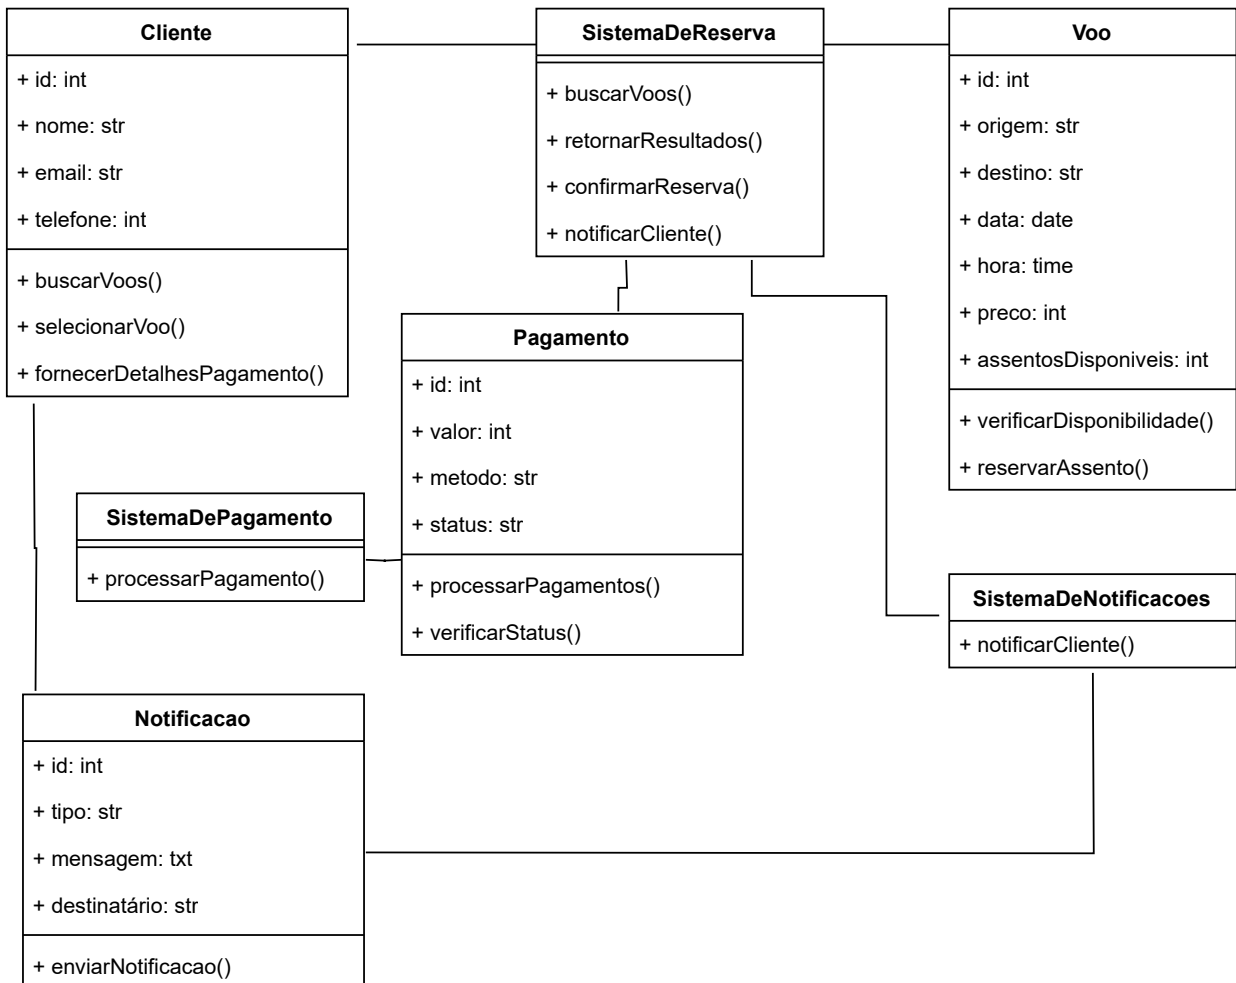 Cliente
+ id: int
+ nome: str
+ email: str
+ telefone: int
+ buscarVoos()
+ selecionarVoo()
+ fornecerDetalhesPagamento()
SistemaDeReserva
+ buscarVoos()
+ retornarResultados()
+ confirmarReserva()
+ notificarCliente()
Voo
+ id: int
+ origem: str
+ destino: str
+ data: date
+ hora: time
+ preco: int
+ assentosDisponiveis: int
+ verificarDisponibilidade()
+ reservarAssento()
Pagamento
+ id: int
+ valor: int
+ metodo: str
+ status: str
+ processarPagamentos()
+ verificarStatus()
SistemaDePagamento
+ processarPagamento()
SistemaDeNotificacoes
+ notificarCliente()
Notificacao
+ id: int
+ tipo: str
+ mensagem: txt
+ destinatário: str
+ enviarNotificacao()